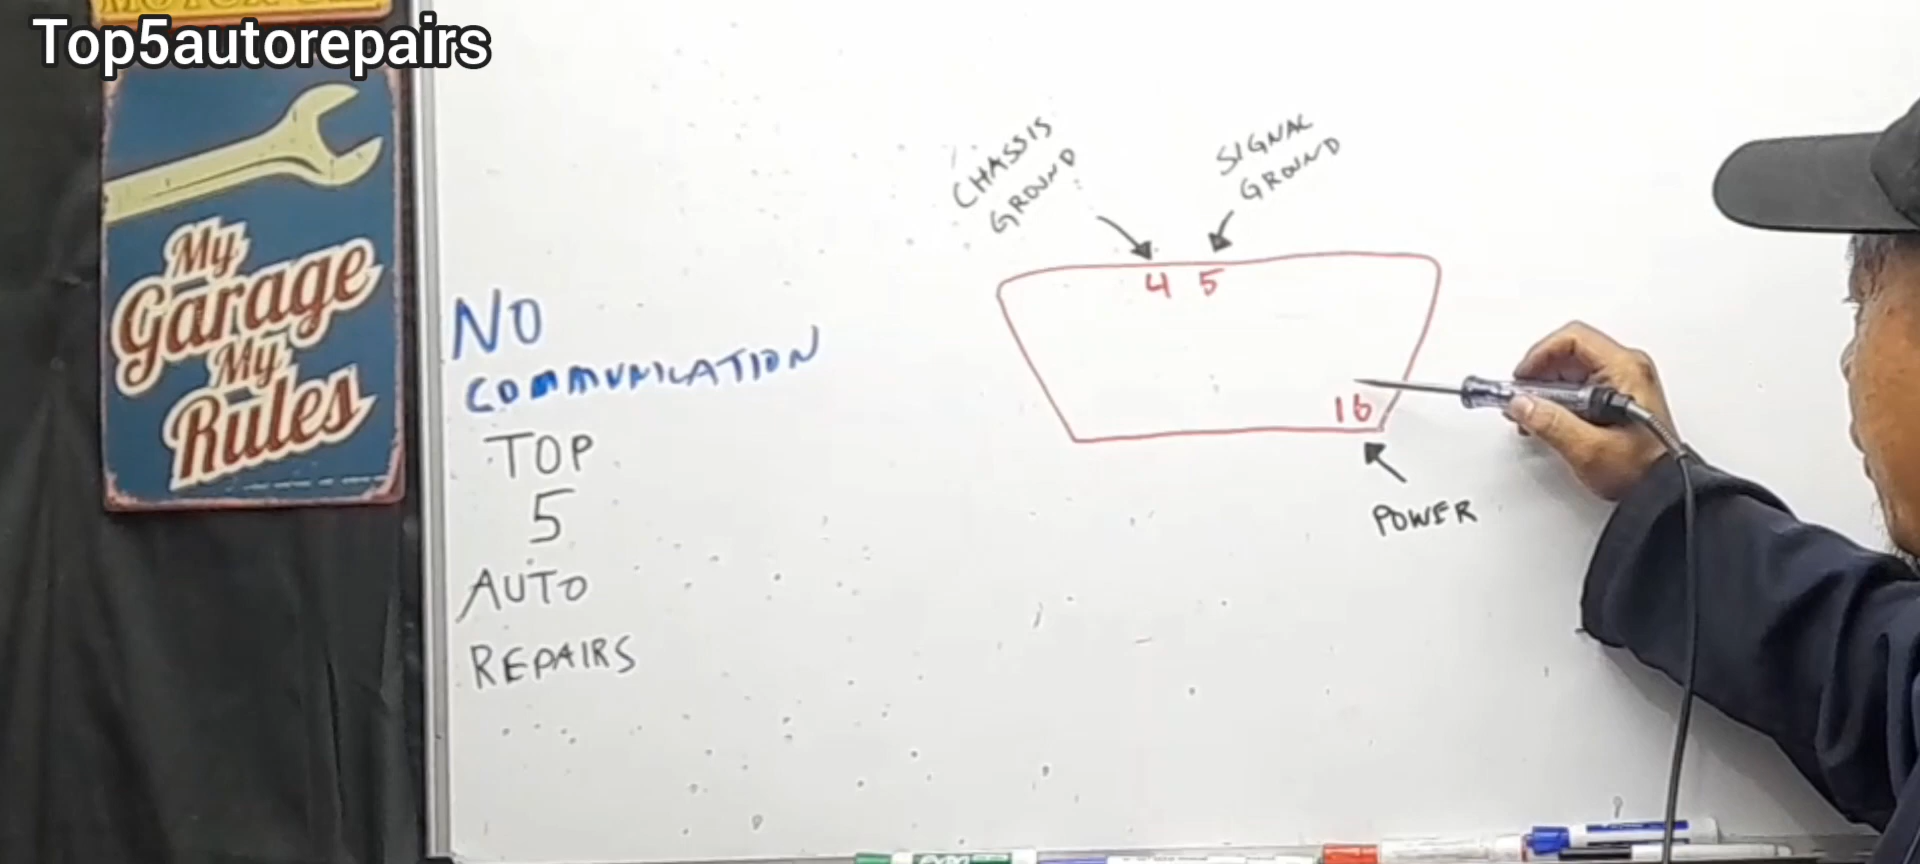 Top5autorepairs
My
Garage
My
Rules
NO
COMMUNICATION
TOP
5
AUTO
REPAIRS
CHASSIS
GROUND
SIGNAL
GROUND
4 5
16
POWER